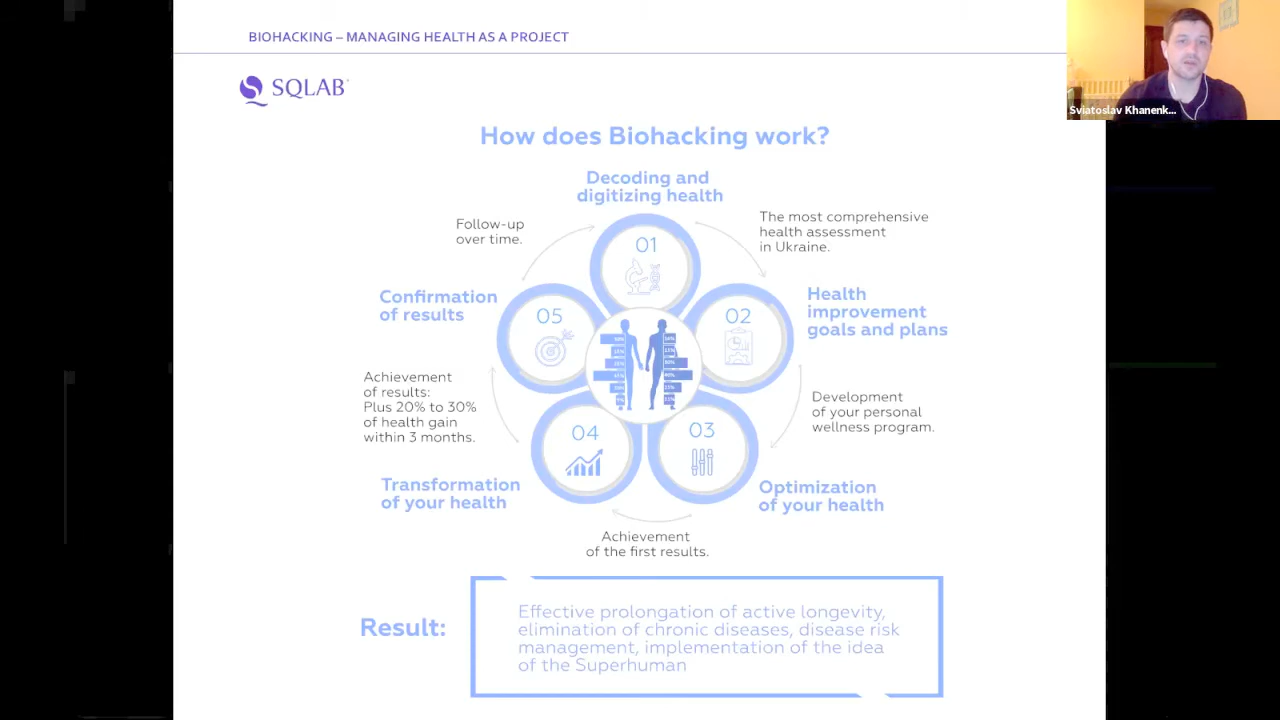 BIOHACKING – MANAGING HEALTH AS A PROJECT
SQLAB
Sviatoslav Khanenk...
How does Biohacking work?
Decoding and
digitizing health
Follow-up
over time.
The most comprehensive
health assessment
in Ukraine.
01
Confirmation
of results
05
02
Health
improvement
goals and plans
Achievement
of results:
Plus 20% to 30%
of health gain
within 3 months.
Development
of your personal
wellness program.
04
03
Transformation
of your health
Optimization
of your health
Achievement
of the first results.
Result:
Effective prolongation of active longevity,
elimination of chronic diseases, disease risk
management, implementation of the idea
of the Superhuman